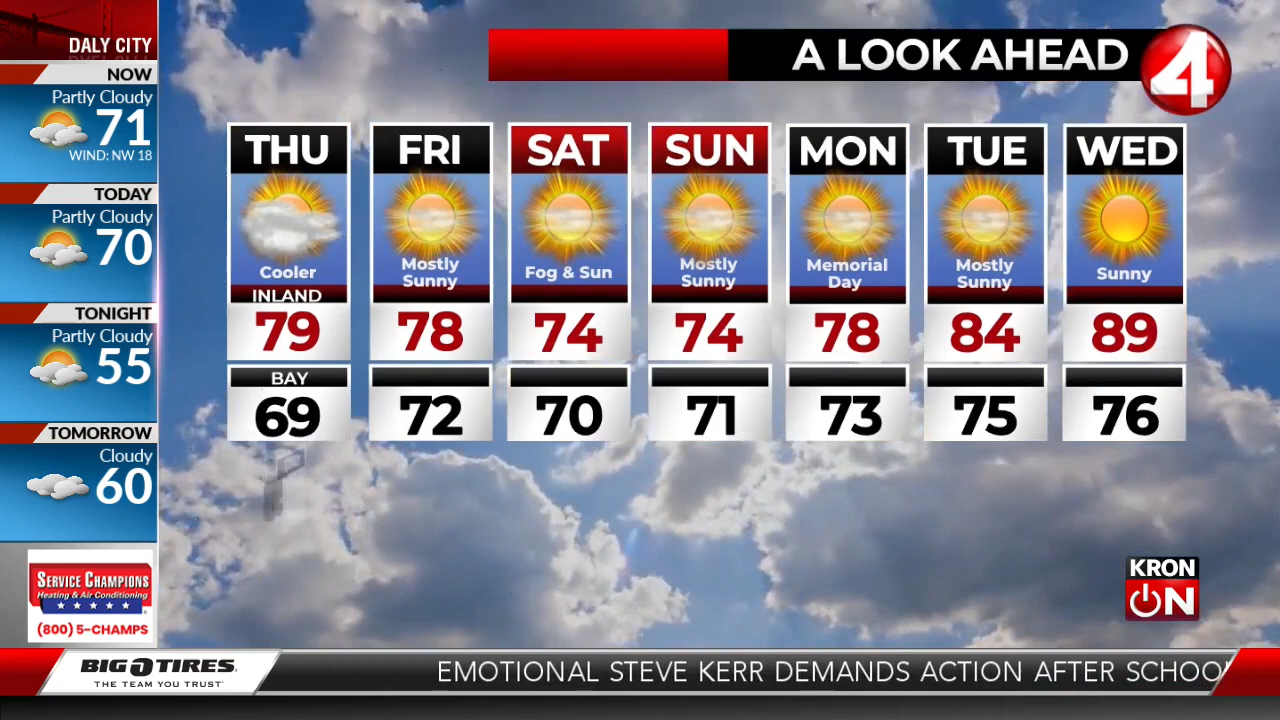 DALY CITY
NOW
Partly Cloudy
71
WIND: NW 18
TODAY
Partly Cloudy
70
TONIGHT
Partly Cloudy
55
TOMORROW
Cloudy
60
SERVICE CHAMPIONS
Heating & Air Conditioning
(800) 5-CHAMPS
A LOOK AHEAD
4
THU FRI SAT SUN MON TUE WED
Cooler
Mostly
Sunny
Fog & Sun
Mostly
Sunny
Memorial
Day
Mostly
Sunny
Sunny
INLAND
79 78 74 74 78 84 89
BAY
69 72 70 71 73 75 76
KRON
ON
BIG O TIRES
THE TEAM YOU TRUST
EMOTIONAL STEVE KERR DEMANDS ACTION AFTER SCHOO